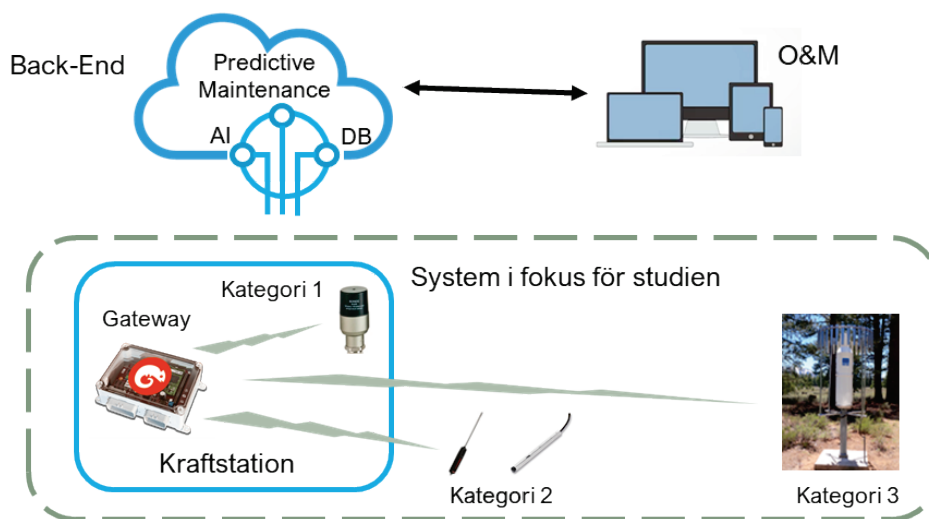 Back-End
Predictive
Maintenance
AI
DB
O&M
System i fokus för studien
Kategori 1
Gateway
Kraftstation
Kategori 2
Kategori 3